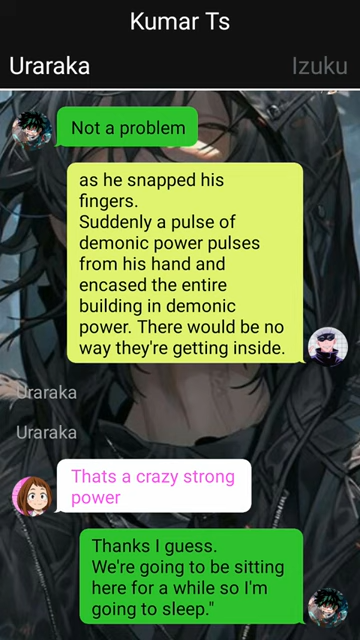 Kumar Ts
Uraraka
Izuku
Not a problem
as he snapped his
fingers.
Suddenly a pulse of
demonic power pulses
from his hand and
encased the entire
building in demonic
power. There would be no
way they're getting inside.
Uraraka
Uraraka
Thats a crazy strong
power
Thanks I guess.
We're going to be sitting
here for a while so I'm
going to sleep."